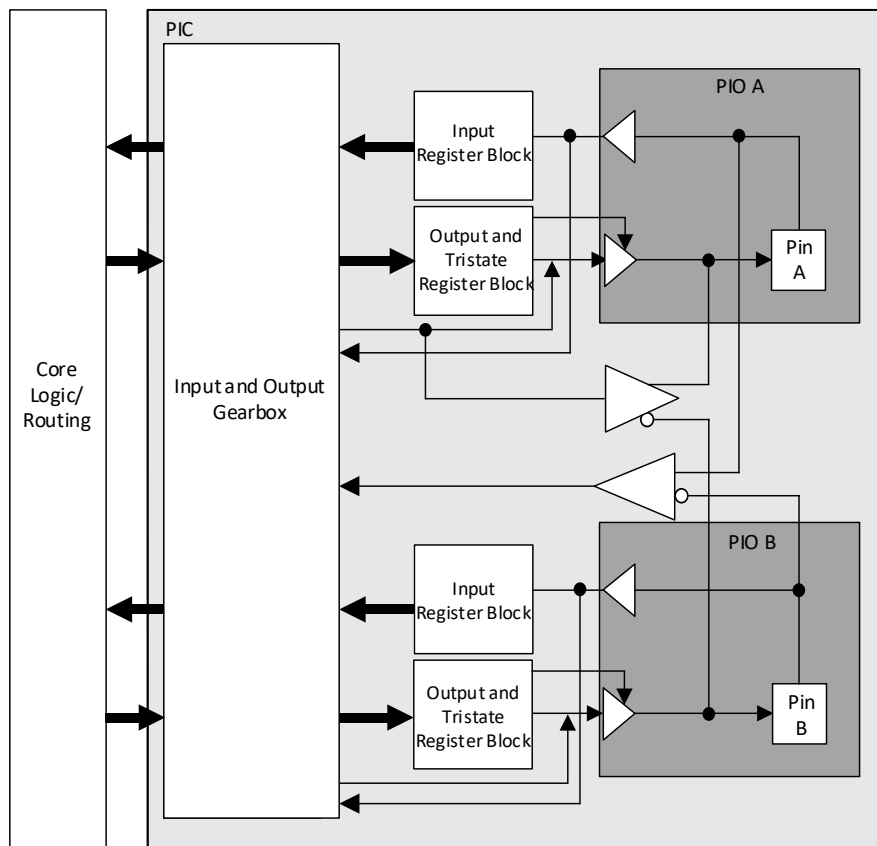 PIC
PIO A
Input
Register Block
Output and
Tristate
Register Block
Pin
A
Core
Logic/
Routing
Input and Output
Gearbox
PIO B
Input
Register Block
Output and
Tristate
Register Block
Pin
B